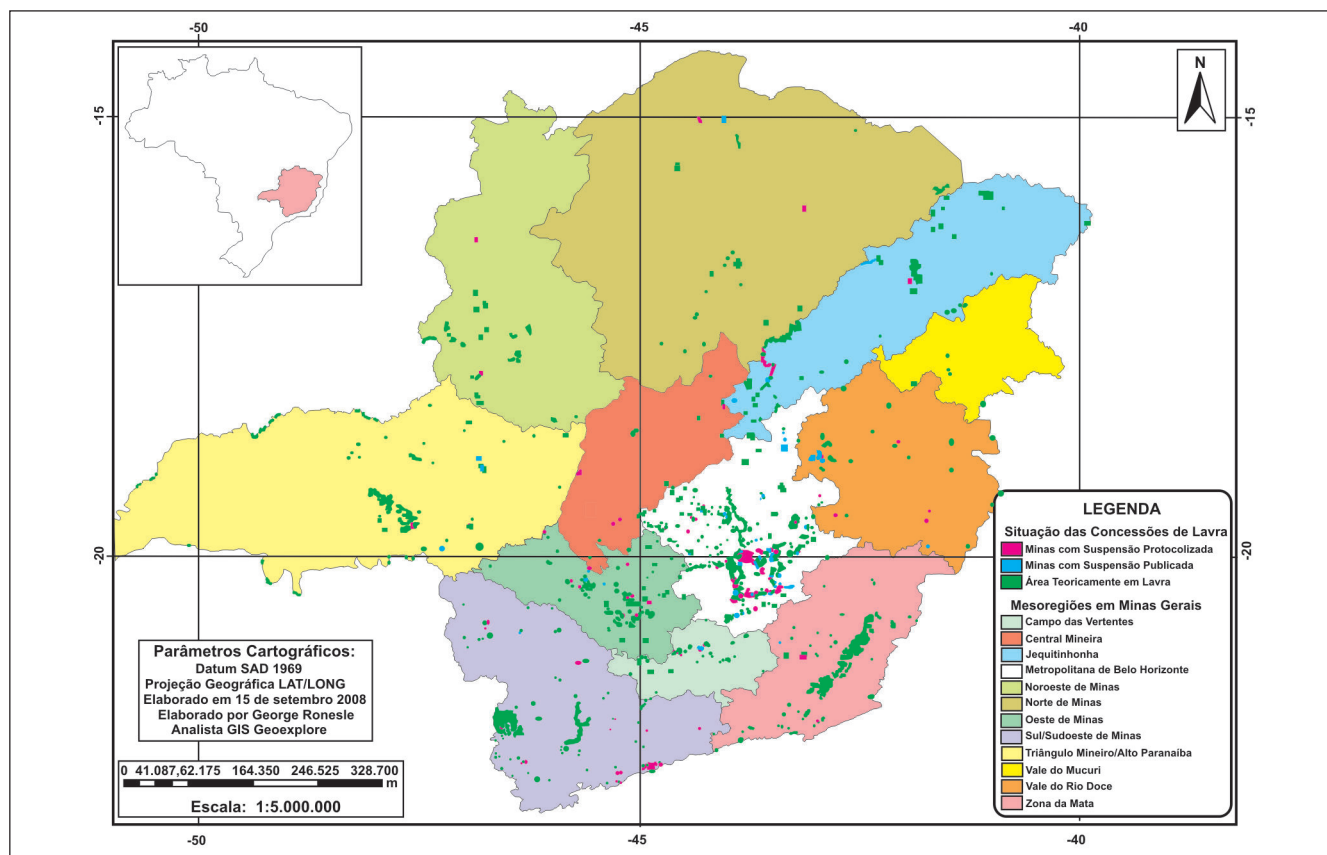 -50
-45
-40
N
-15
-15
-20
-20
LEGENDA
Situação das Concessões de Lavra
Minas com Suspensão Protocolizada
Minas com Suspensão Publicada
Área Teoricamente em Lavra
Mesoregiões em Minas Gerais
Campo das Vertentes
Central Mineira
Jequitinhonha
Metropolitana de Belo Horizonte
Noroeste de Minas
Norte de Minas
Oeste de Minas
Sul/Sudoeste de Minas
Triângulo Mineiro/Alto Paranaíba
Vale do Mucuri
Vale do Rio Doce
Zona da Mata
Parâmetros Cartográficos:
Datum SAD 1969
Projeção Geográfica LAT/LONG
Elaborado em 15 de setembro 2008
Elaborado por George Ronesle
Analista GIS Geoexplore
0 41.087,62.175 164.350 246.525 328.700
m
Escala: 1:5.000.000
-50
-45
-40